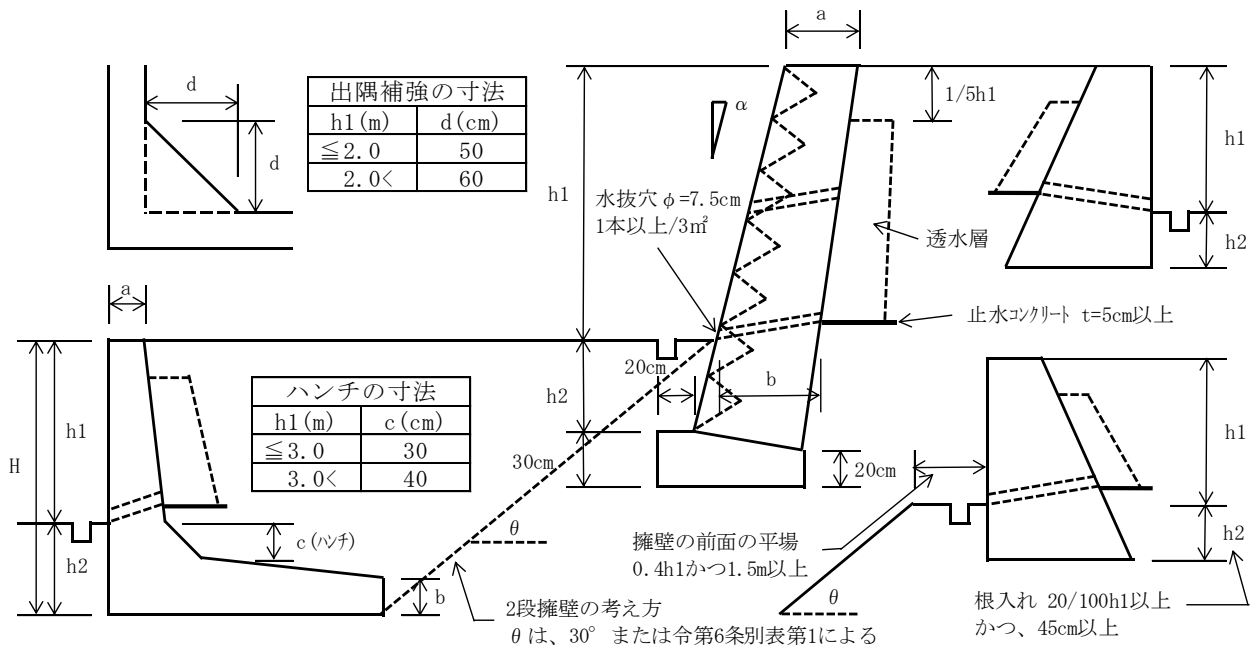 a
d
d
出隅補強の寸法
h1(m) d(cm)
≦2.0 50
2.0< 60
α
1/5h1
h1
h1
水抜穴φ=7.5cm
1本以上/3㎡
透水層
h2
a
止水コンクリート t=5cm以上
20cm
b
h2
ハンチの寸法
h1(m) c(cm)
≦3.0 30
3.0< 40
h1
H
h1
30cm
20cm
c(ハンチ)
θ
擁壁の前面の平場
0.4h1かつ1.5m以上
h2
h2
b
2段擁壁の考え方
θは、30° または令第6条別表第1による
θ
根入れ 20/100h1以上
かつ、45cm以上